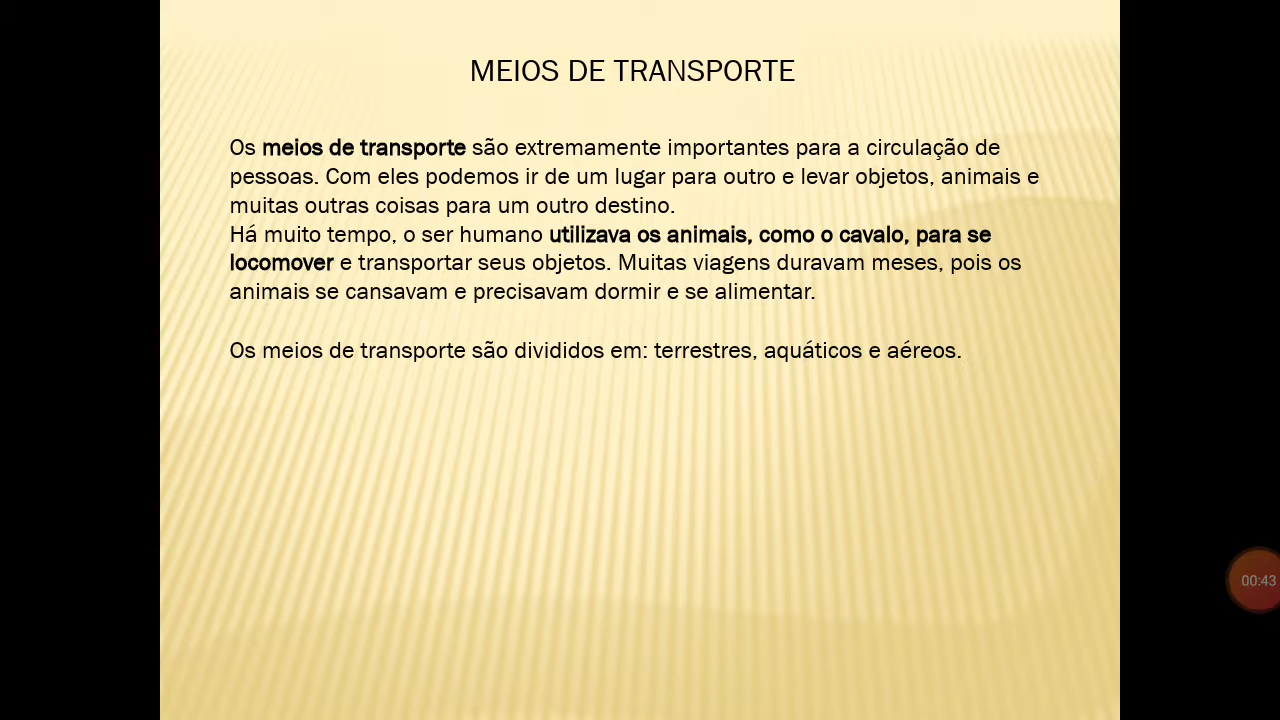 MEIOS DE TRANSPORTE
Os meios de transporte são extremamente importantes para a circulação de
pessoas. Com eles podemos ir de um lugar para outro e levar objetos, animais e
muitas outras coisas para um outro destino.
Há muito tempo, o ser humano utilizava os animais, como o cavalo, para se
locomover e transportar seus objetos. Muitas viagens duravam meses, pois os
animais se cansavam e precisavam dormir e se alimentar.
Os meios de transporte são divididos em: terrestres, aquáticos e aéreos.
00:43